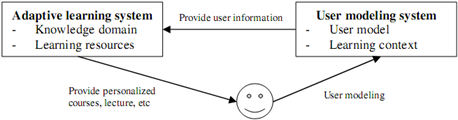 Adaptive learning system
- Knowledge domain
- Learning resources
Provide user information
User modeling system
- User model
- Learning context
Provide personalized
courses, lecture, etc
User modeling